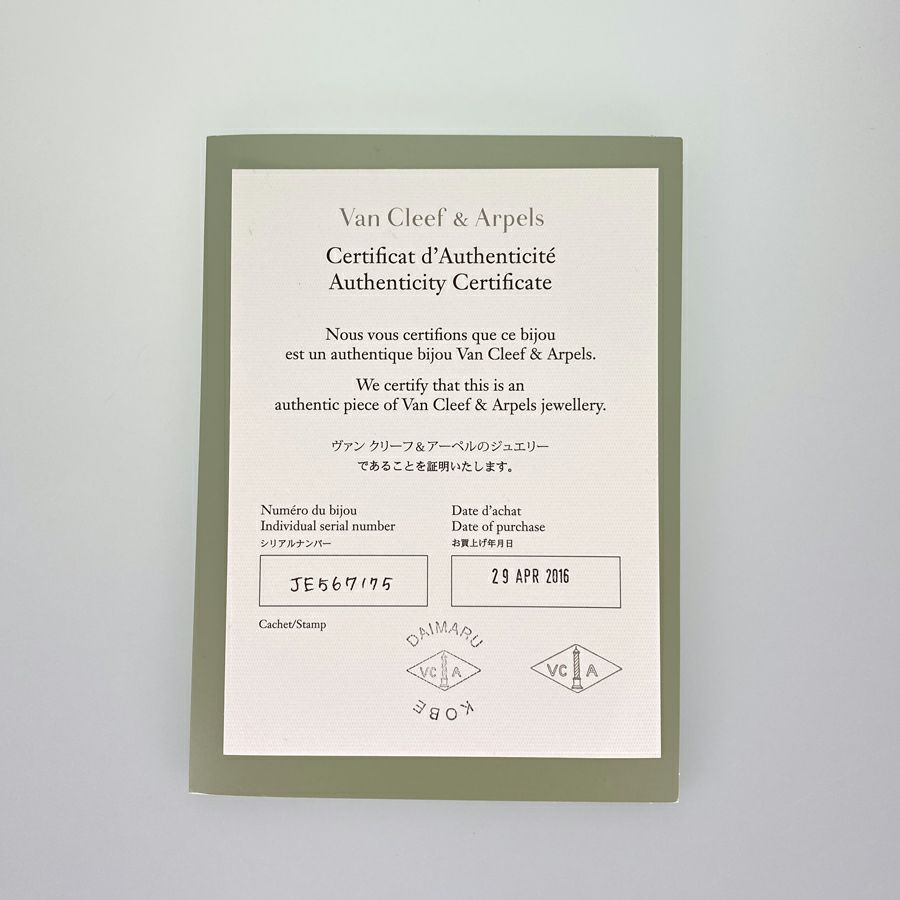 Van Cleef & Arpels
Certificat d'Authenticité
Authenticity Certificate
Nous vous certifions que ce bijou
est un authentique bijou Van Cleef & Arpels.
We certify that this is an
authentic piece of Van Cleef & Arpels jewellery.
ヴァン クリーフ&アーペルのジュエリー
であることを証明いたします。
Numéro du bijou
Individual serial number
シリアルナンバー
JE567175
Date d'achat
Date of purchase
お買上げ年月日
29 APR 2016
Cachet/Stamp
DAIMARU
VC A
KOBE
VC A